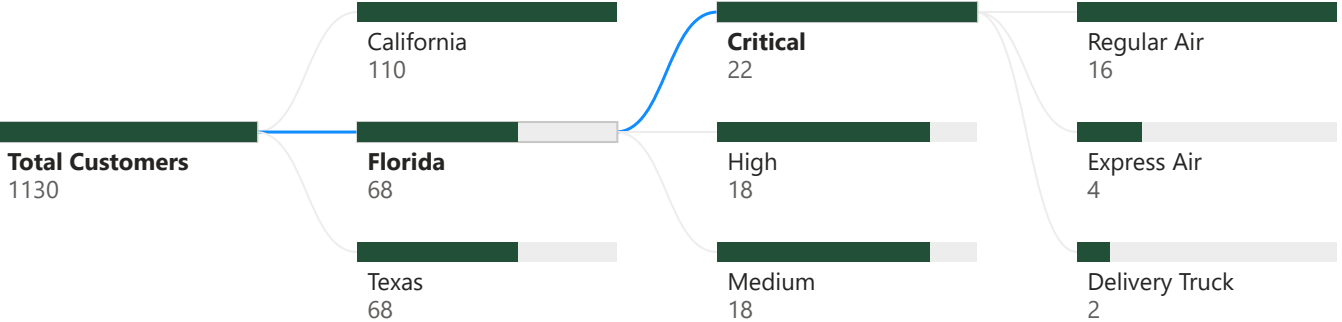 California
110
Critical
22
Regular Air
16
Total Customers
1130
Florida
68
High
18
Express Air
4
Texas
68
Medium
18
Delivery Truck
2